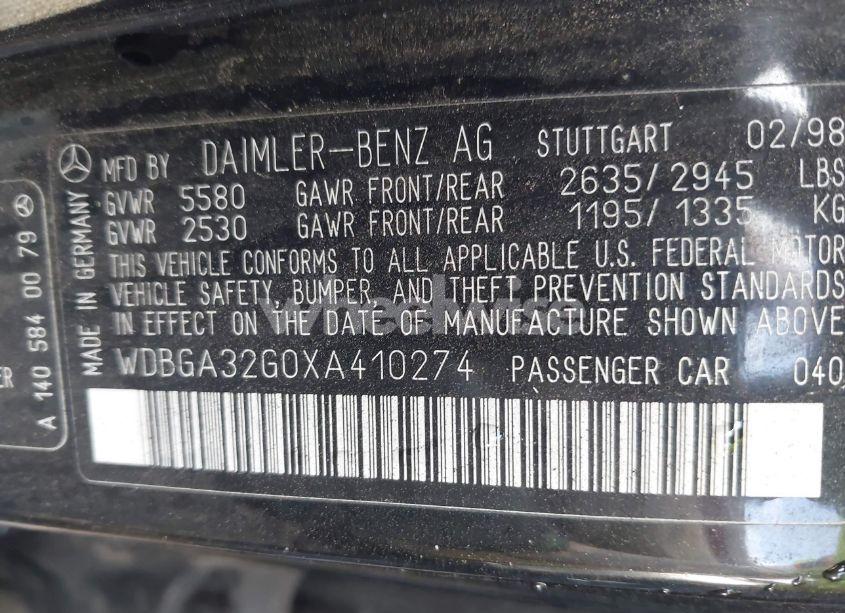 MFD BY DAIMLER-BENZ AG STUTTGART 02/98
GVWR 5580 GAWR FRONT/REAR 2635/2945 LBS
GVWR 2530 GAWR FRONT/REAR 1195/1335 KG
THIS VEHICLE CONFORMS TO ALL APPLICABLE U.S. FEDERAL MOTOR
VEHICLE SAFETY, BUMPER, AND THEFT PREVENTION STANDARDS
IN EFFECT ON THE DATE OF MANUFACTURE SHOWN ABOVE
WDBGA32G0XA410274 PASSENGER CAR 040
MADE IN GERMANY
A 140 584 00 79
ER